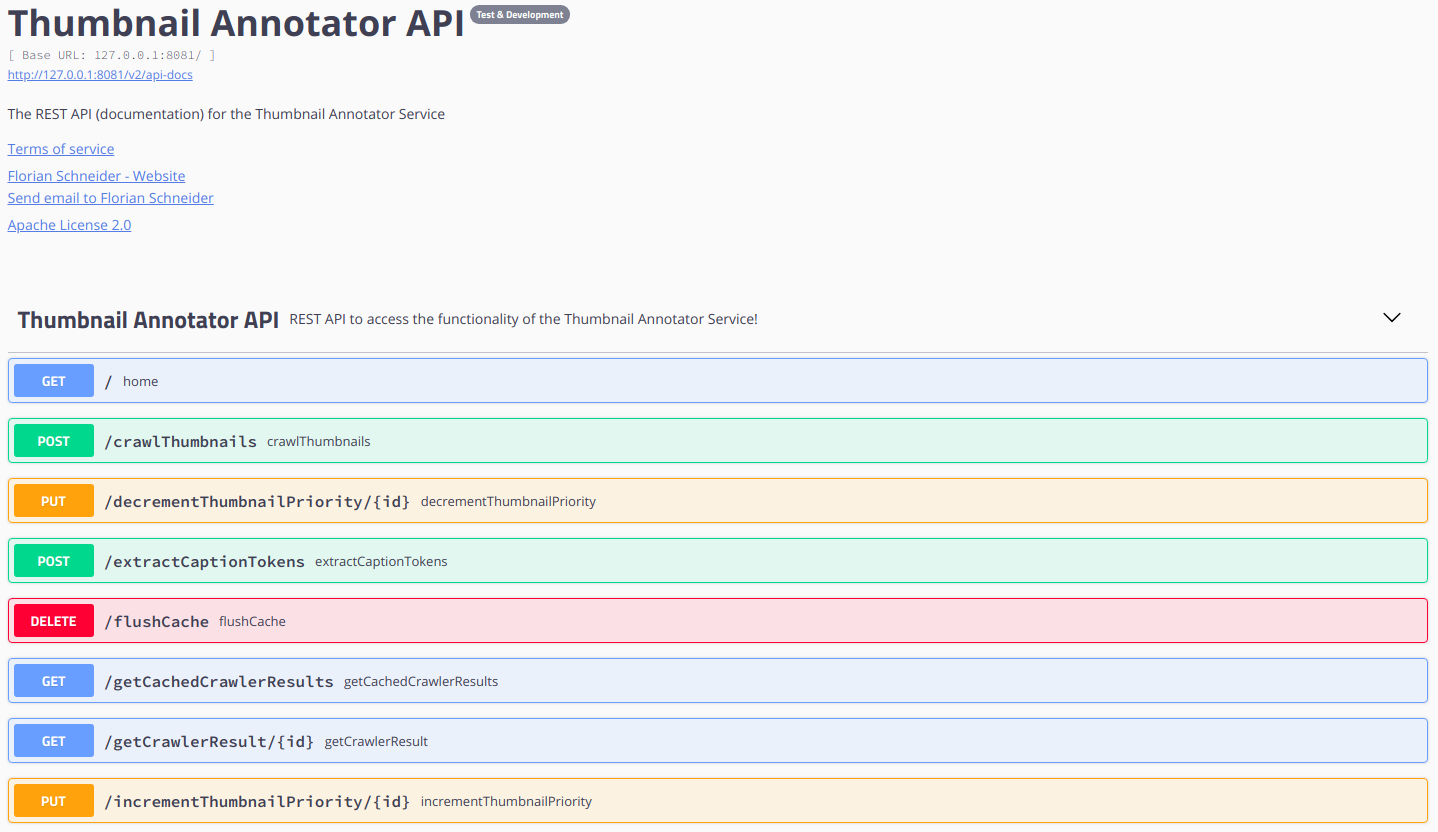 Thumbnail Annotator API Test & Development
[ Base URL: 127.0.0.1:8081/ ]
http://127.0.0.1:8081/v2/api-docs
The REST API (documentation) for the Thumbnail Annotator Service
Terms of service
Florian Schneider - Website
Send email to Florian Schneider
Apache License 2.0
Thumbnail Annotator API REST API to access the functionality of the Thumbnail Annotator Service!
GET / home
POST /crawlThumbnails crawlThumbnails
PUT /decrementThumbnailPriority/{id} decrementThumbnailPriority
POST /extractCaptionTokens extractCaptionTokens
DELETE /flushCache flushCache
GET /getCachedCrawlerResults getCachedCrawlerResults
GET /getCrawlerResult/{id} getCrawlerResult
PUT /incrementThumbnailPriority/{id} incrementThumbnailPriority